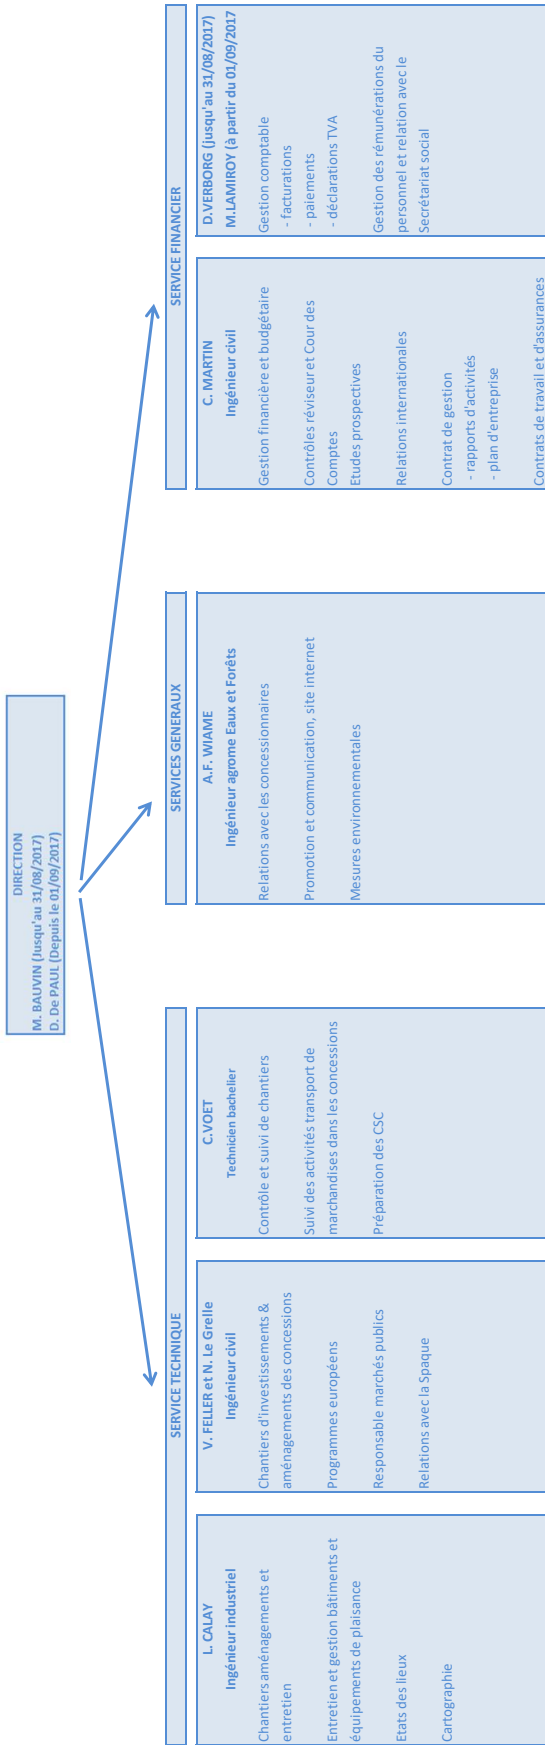 DIRECTION
M. BAUVIN (Jusqu'au 31/08/2017)
D. De PAUL (Depuis le 01/09/2017)
SERVICE TECHNIQUE
L. CALAY
Ingénieur industriel
Chantiers aménagements et
entretien
Entretien et gestion bâtiments et
équipements de plaisance
Etats des lieux
Cartographie
V. FELLER et N. Le Grelle
Ingénieur civil
Chantiers d'investissements &
aménagements des concessions
Programmes européens
Responsable marchés publics
Relations avec la Spaque
C.VOET
Technicien bachelier
Contrôle et suivi de chantiers
Suivi des activités transport de
marchandises dans les concessions
Préparation des CSC
SERVICES GENERAUX
A.F. WIAME
Ingénieur agrome Eaux et Forêts
Relations avec les concessionnaires
Promotion et communication, site internet
Mesures environnementales
SERVICE FINANCIER
C. MARTIN
Ingénieur civil
Gestion financière et budgétaire
Contrôles réviseur et Cour des
Comptes
Etudes prospectives
Relations internationales
Contrat de gestion
- rapports d'activités
- plan d'entreprise
Contrats de travail et d'assurances
D.VERBORG (jusqu'au 31/08/2017)
M.LAMIROY (à partir du 01/09/2017
Gestion comptable
- facturations
- paiements
- déclarations TVA
Gestion des rémunérations du
personnel et relation avec le
Secrétariat social